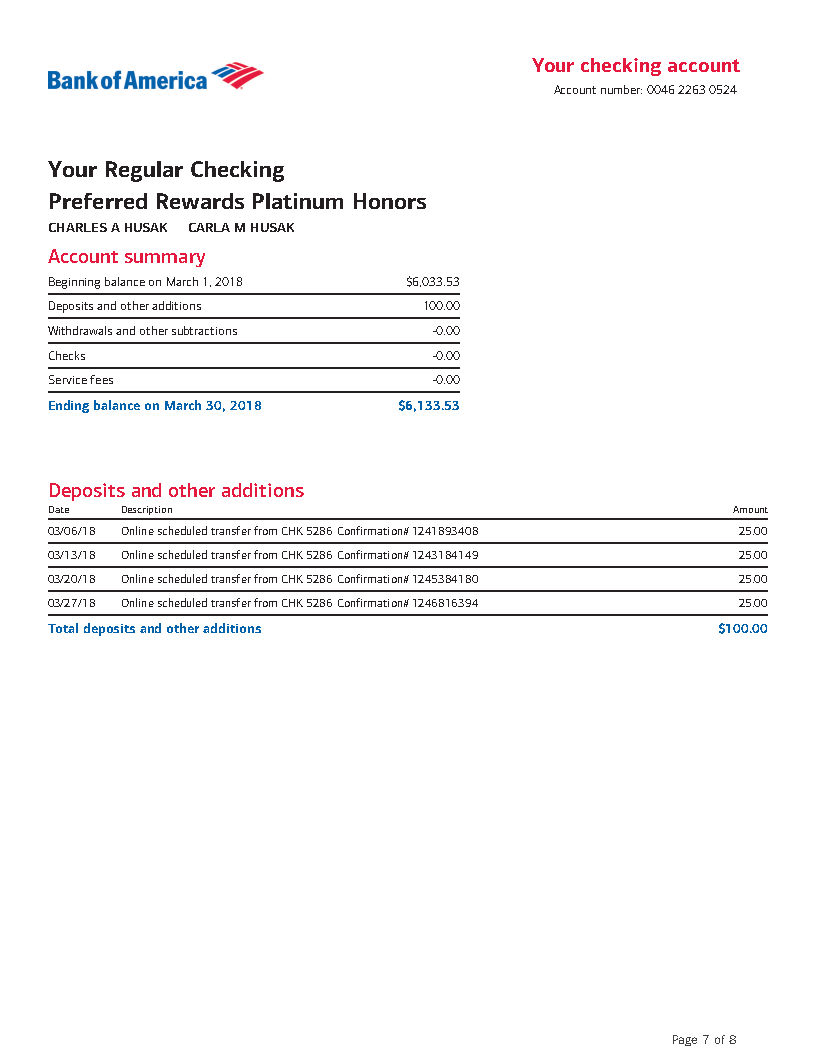 Bank of America
Your checking account
Account number: 0046 2263 0524
Your Regular Checking
Preferred Rewards Platinum Honors
CHARLES A HUSAK CARLA M HUSAK
Account summary
Beginning balance on March 1, 2018 $6,033.53
Deposits and other additions 100.00
Withdrawals and other subtractions -0.00
Checks -0.00
Service fees -0.00
Ending balance on March 30, 2018 $6,133.53
Deposits and other additions
Date Description Amount
03/06/18 Online scheduled transfer from CHK 5286 Confirmation# 1241893408 25.00
03/13/18 Online scheduled transfer from CHK 5286 Confirmation# 1243184149 25.00
03/20/18 Online scheduled transfer from CHK 5286 Confirmation# 1245384180 25.00
03/27/18 Online scheduled transfer from CHK 5286 Confirmation# 1246816394 25.00
Total deposits and other additions $100.00
Page 7 of 8